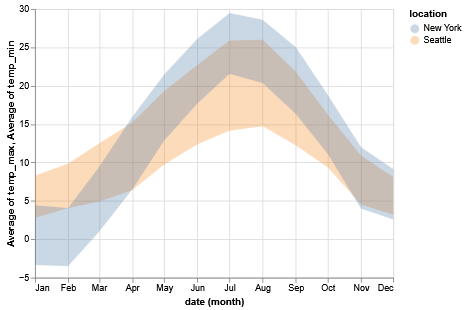 30
25
20
15
10
5
0
−5
Average of temp_max, Average of temp_min
Jan Feb Mar Apr May Jun Jul Aug Sep Oct Nov Dec
date (month)
location
New York
Seattle